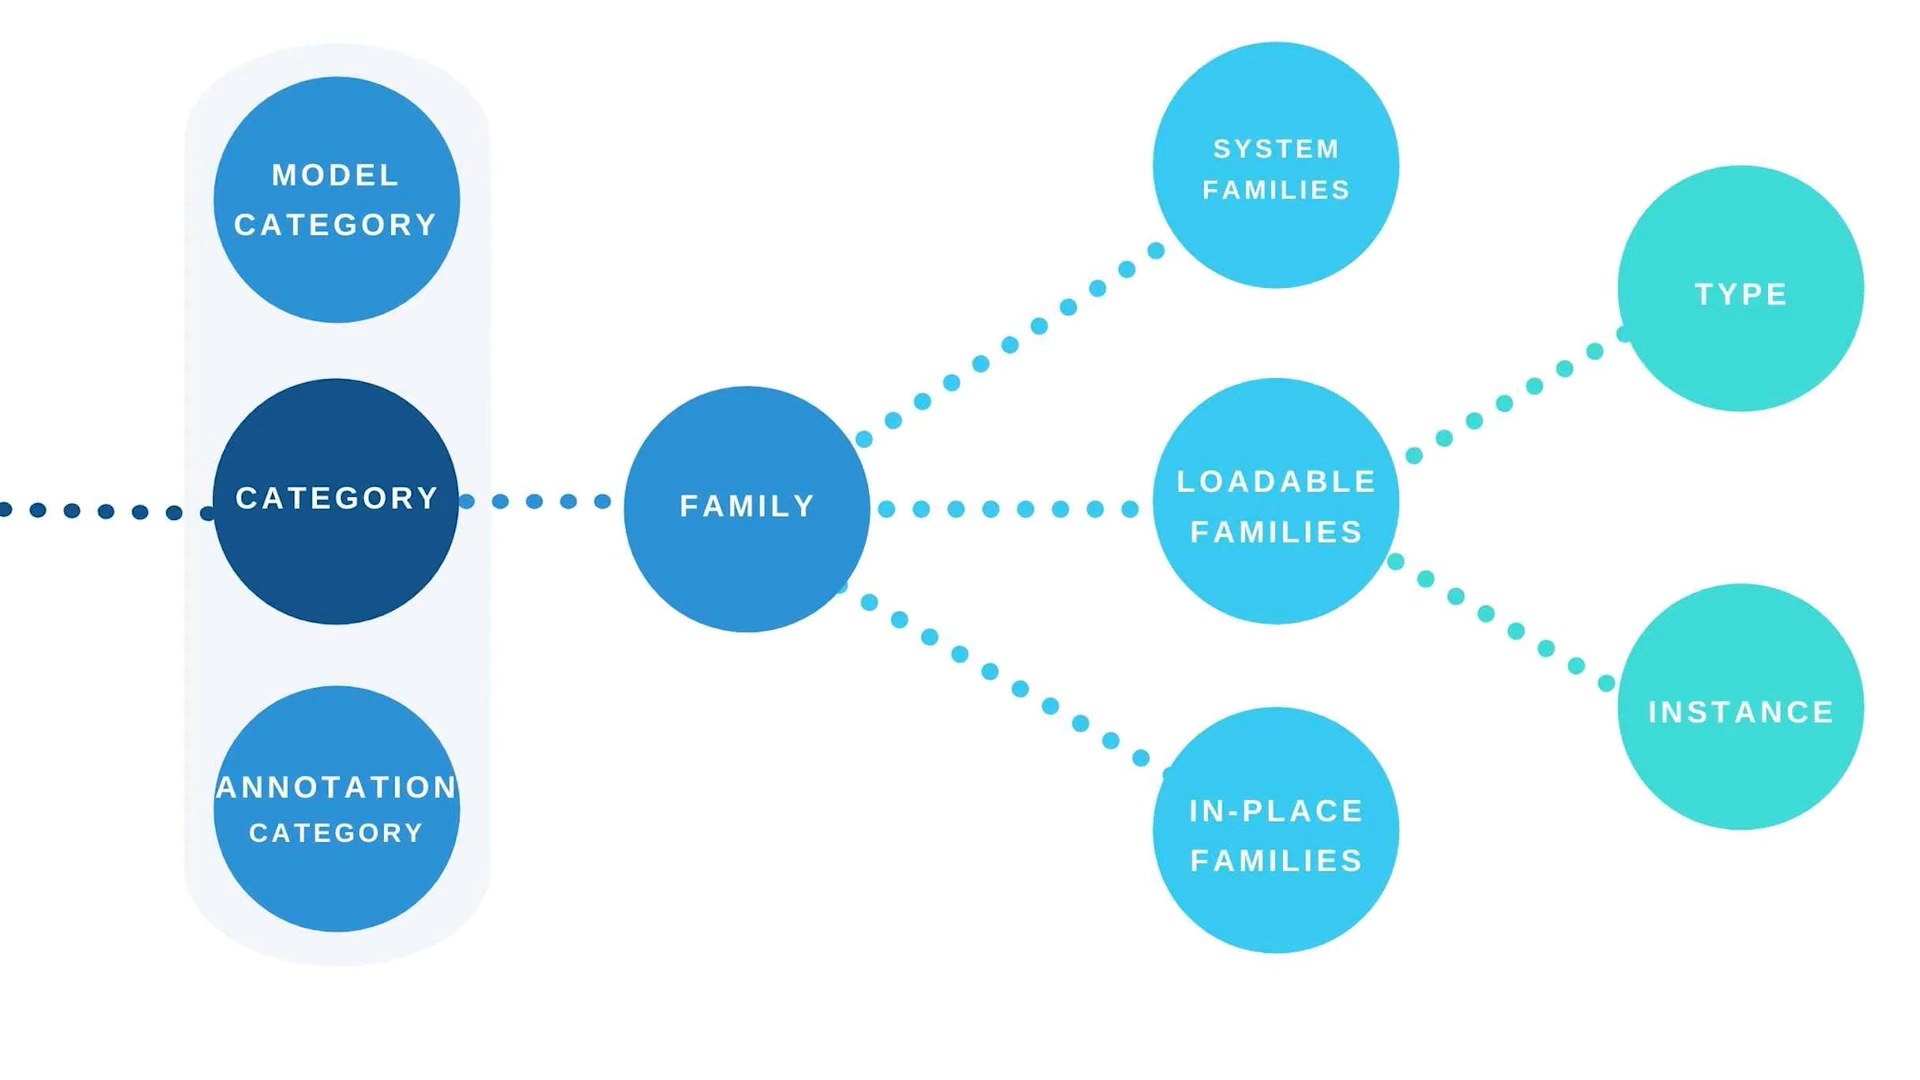 MODEL
CATEGORY
CATEGORY
ANNOTATION
CATEGORY
FAMILY
SYSTEM
FAMILIES
LOADABLE
FAMILIES
IN-PLACE
FAMILIES
TYPE
INSTANCE